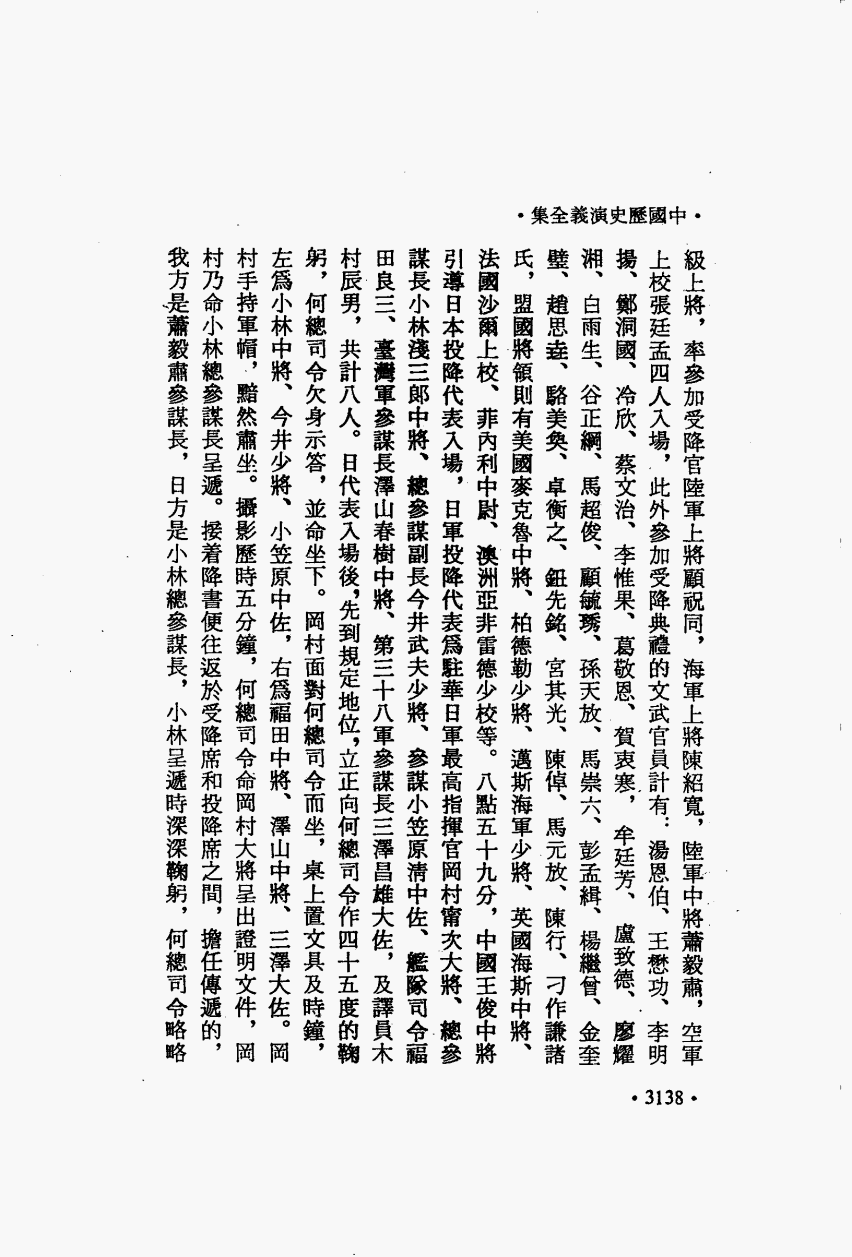 •中國歷史演義全集•
級上將，率參加受降官陸軍上將顧祝同，海軍上將陳紹寬，陸軍中將蕭毅肅，空軍
上校張廷孟四人入場，此外參加受降典禮的文武官員計有：湯恩伯、王懋功、李明
揚、鄭洞國、冷欣、蔡文治、李惟果、葛敬恩、賀衷寒，牟廷芳、盧致德、廖耀
湘、白雨生、谷正綱、馬超俊、顧毓琇、孫天放、馬崇六、彭孟緝、楊繼曾、金奎
璧、趙思垚、駱美奐、卓衡之、鈕先銘、宮其光、陳倬、馬元放、陳行、刁作謙諸
氏，盟國將領則有美國麥克魯中將、柏德勒少將、邁斯海軍少將、英國海斯中將、
法國沙爾上校、菲內利中尉、澳洲亞非雷德少校等。八點五十九分，中國王俊中將
引導日本投降代表入場，日軍投降代表爲駐華日軍最高指揮官岡村甯次大將、總參
謀長小林淺三郎中將、總參謀副長今井武夫少將、參謀小笠原淸中佐、艦隊司令福
田良三、臺灣軍參謀長澤山春樹中將、第三十八軍參謀長三澤昌雄大佐，及譯員木
村辰男，共計八人。日代表入場後，先到規定地位，立正向何總司令作四十五度的鞠
躬，何總司令欠身示答，並命坐下。岡村面對何總司令而坐，桌上置文具及時鐘，
左爲小林中將、今井少將、小笠原中佐，右爲福田中將、澤山中將、三澤大佐。岡
村手持軍帽，黯然肅坐。攝影歷時五分鐘，何總司令命岡村大將呈出證明文件，岡
村乃命小林總參謀長呈遞。接着降書便往返於受降席和投降席之間，擔任傳遞的，
我方是蕭毅肅參謀長，日方是小林總參謀長，小林呈遞時深深鞠躬，何總司令略略
•3138•